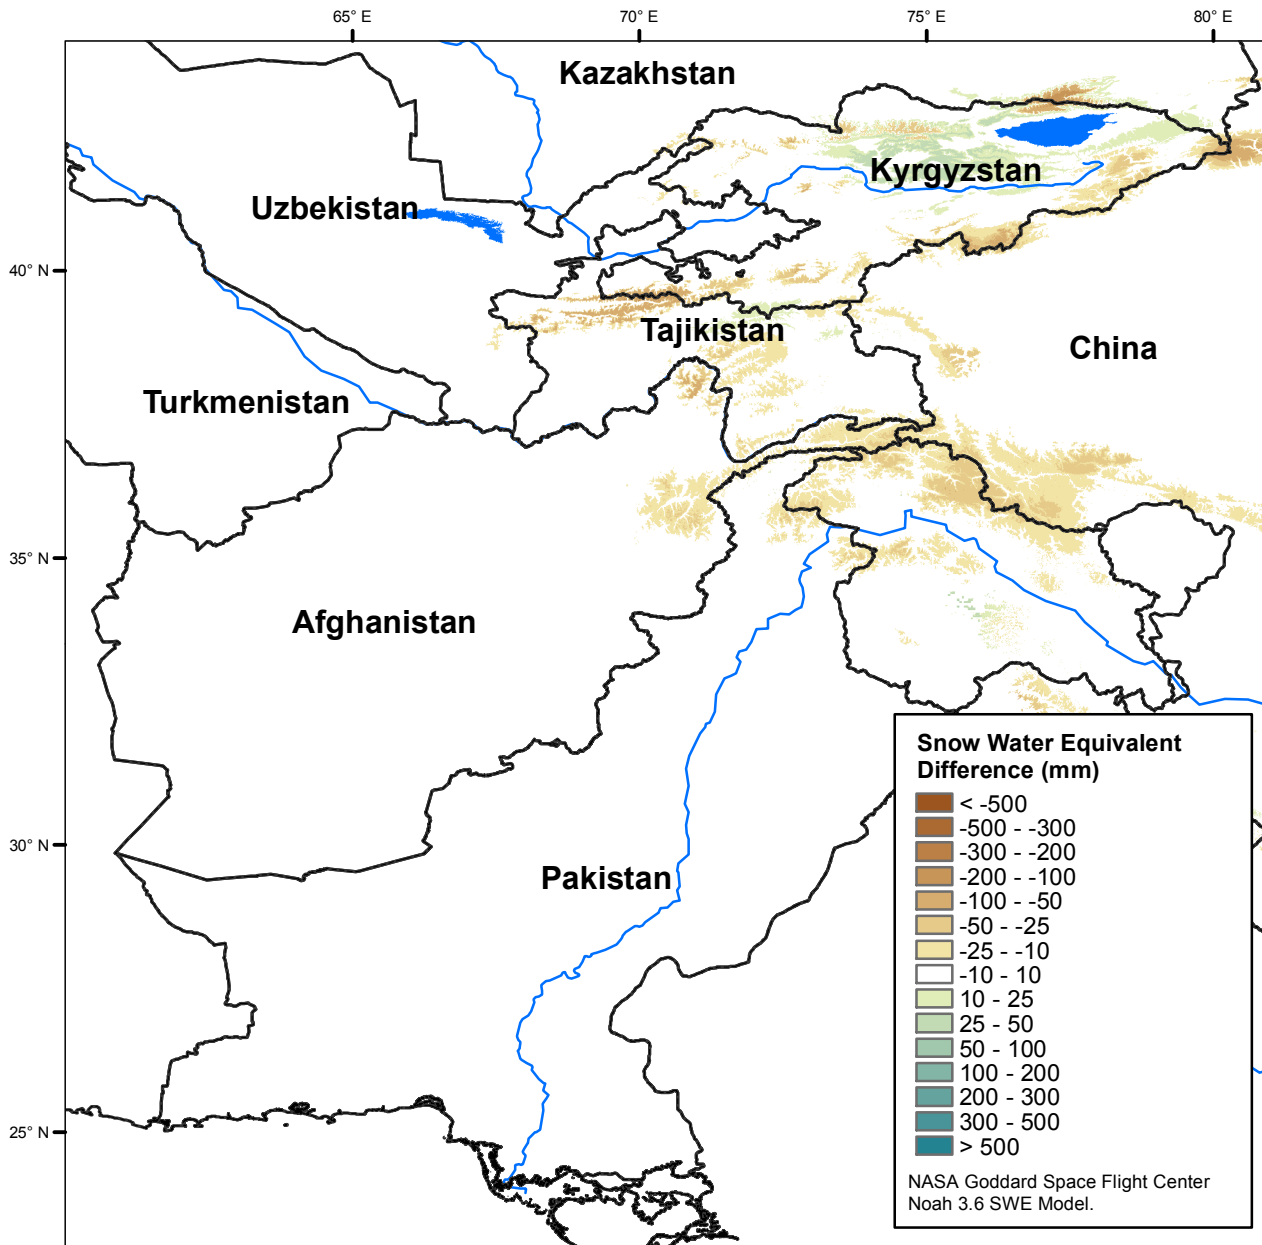 65° E
70° E
75° E
80° E
Kazakhstan
Kyrgyzstan
Uzbekistan
40° N
Tajikistan
China
Turkmenistan
35° N
Afghanistan
30° N
Pakistan
25° N
Snow Water Equivalent
Difference (mm)
< -500
-500 - -300
-300 - -200
-200 - -100
-100 - -50
-50 - -25
-25 - -10
-10 - 10
10 - 25
25 - 50
50 - 100
100 - 200
200 - 300
300 - 500
> 500
NASA Goddard Space Flight Center
Noah 3.6 SWE Model.